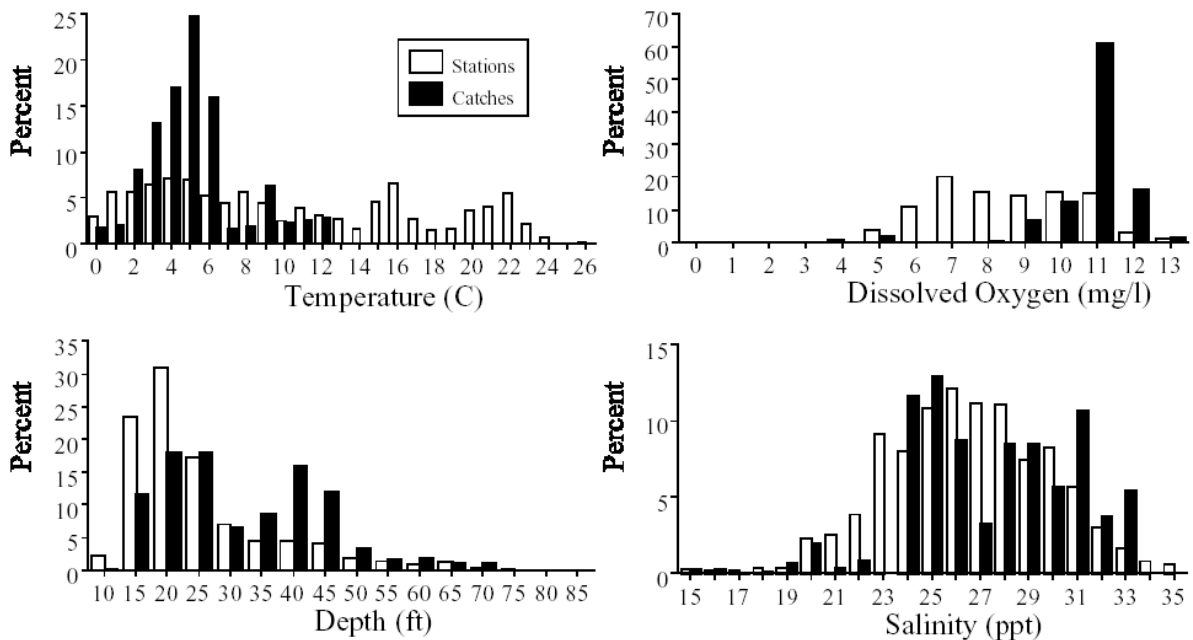 25
20
15
10
5
0
Percent
Stations
Catches
0 2 4 6 8 10 12 14 16 18 20 22 24 26
Temperature (C)
70
60
50
40
30
20
10
0
Percent
0 1 2 3 4 5 6 7 8 9 10 11 12 13
Dissolved Oxygen (mg/l)
35
30
25
20
15
10
5
0
Percent
10 15 20 25 30 35 40 45 50 55 60 65 70 75 80 85
Depth (ft)
15
10
5
0
Percent
15 17 19 21 23 25 27 29 31 33 35
Salinity (ppt)